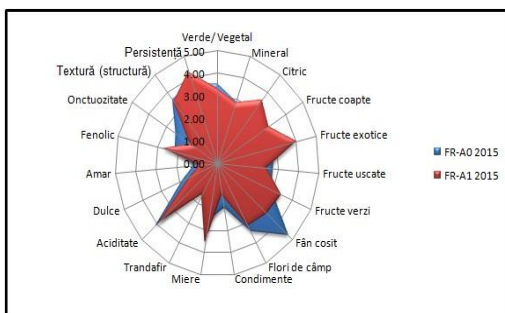 Verde/ Vegetal
Persistență
5.00
Mineral
4.00
Textură (structură)
Citric
3.00
Onctuozitate
Fructe coapte
2.00
Fenolic
1.00
Fructe exotice
0.00
FR-A0 2015
Amar
Fructe uscate
FR-A1 2015
Dulce
Fructe verzi
Aciditate
Fân cosit
Trandafir
Flori de câmp
Miere
Condimente